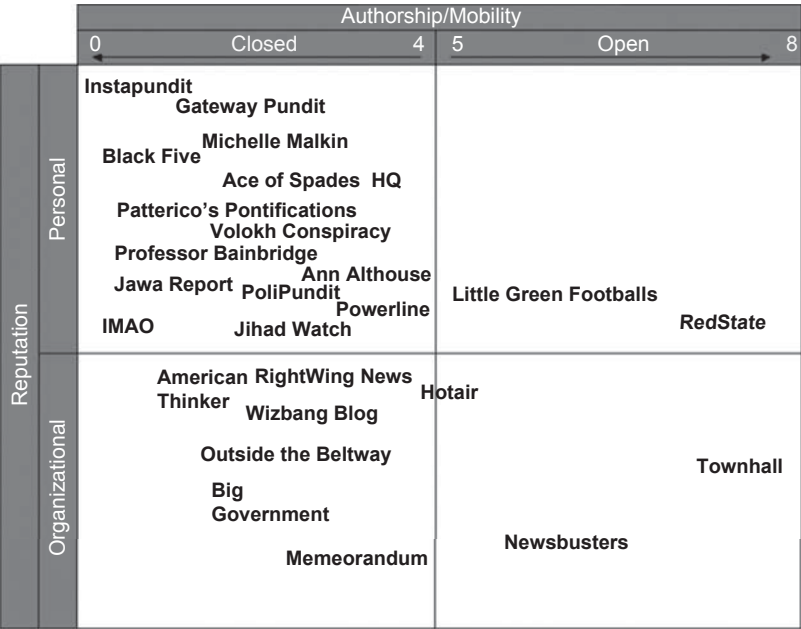 Authorship/Mobility
0 Closed 4 5 Open 8
Reputation
Personal
Instapundit
Gateway Pundit
Michelle Malkin
Black Five
Ace of Spades HQ
Patterico's Pontifications
Volokh Conspiracy
Professor Bainbridge
Ann Althouse
Jawa Report
PoliPundit
Little Green Footballs
Powerline
IMAO
Jihad Watch
RedState
Organizational
American RightWing News
Thinker
Hotair
Wizbang Blog
Outside the Beltway
Townhall
Big
Government
Newsbusters
Memeorandum